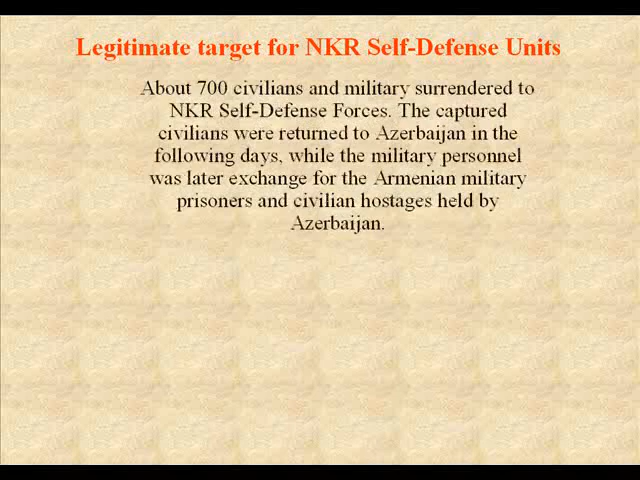 Legitimate target for NKR Self-Defense Units
About 700 civilians and military surrendered to
NKR Self-Defense Forces. The captured
civilians were returned to Azerbaijan in the
following days, while the military personnel
was later exchange for the Armenian military
prisoners and civilian hostages held by
Azerbaijan.